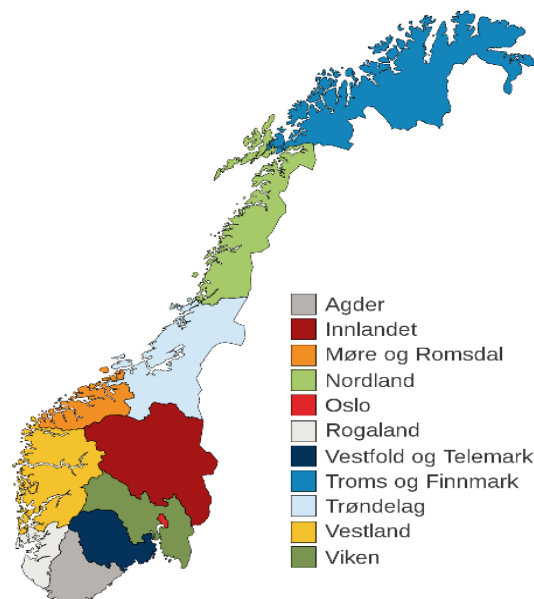 Agder
Innlandet
Møre og Romsdal
Nordland
Oslo
Rogaland
Vestfold og Telemark
Troms og Finnmark
Trøndelag
Vestland
Viken